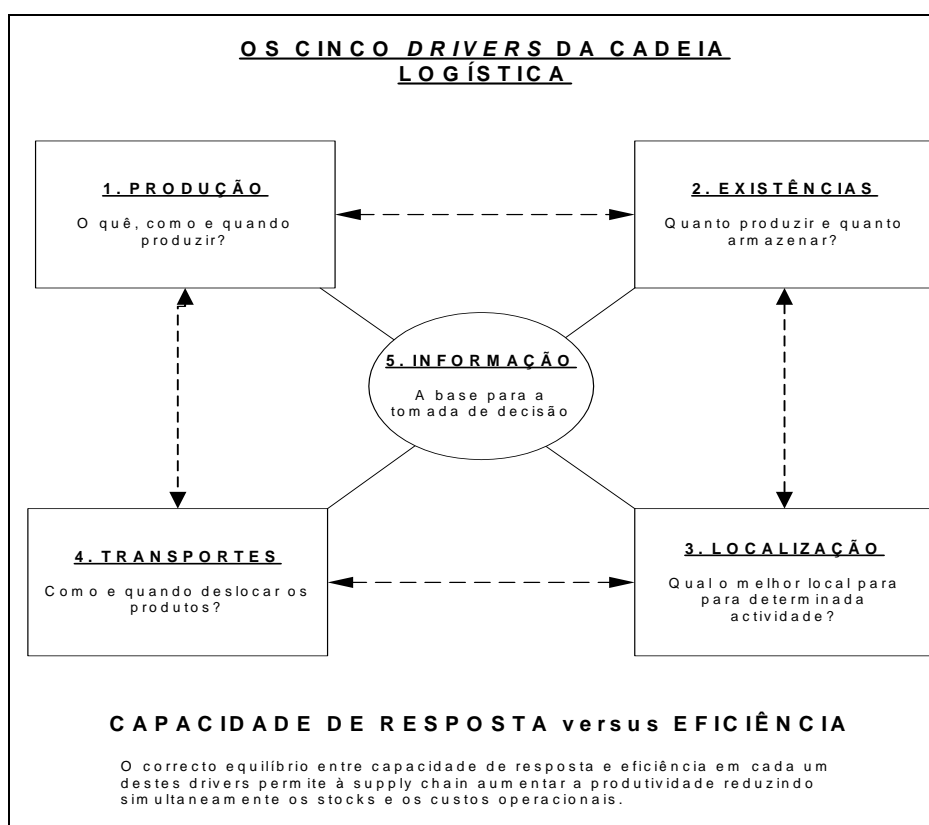 OS CINCO DRIVERS DA CADEIA
LOGÍSTICA
1. PRODUÇÃO
O quê, como e quando
produzir?
2. EXISTÊNCIAS
Quanto produzir e quanto
armazenar?
5. INFORMAÇÃO
A base para a
tomada de decisão
4. TRANSPORTES
Como e quando deslocar os
produtos?
3. LOCALIZAÇÃO
Qual o melhor local para
para determinada
actividade?
CAPACIDADE DE RESPOSTA versus EFICIÊNCIA
O correcto equilíbrio entre capacidade de resposta e eficiência em cada um
destes drivers permite à supply chain aumentar a produtividade reduzindo
simultaneamente os stocks e os custos operacionais.